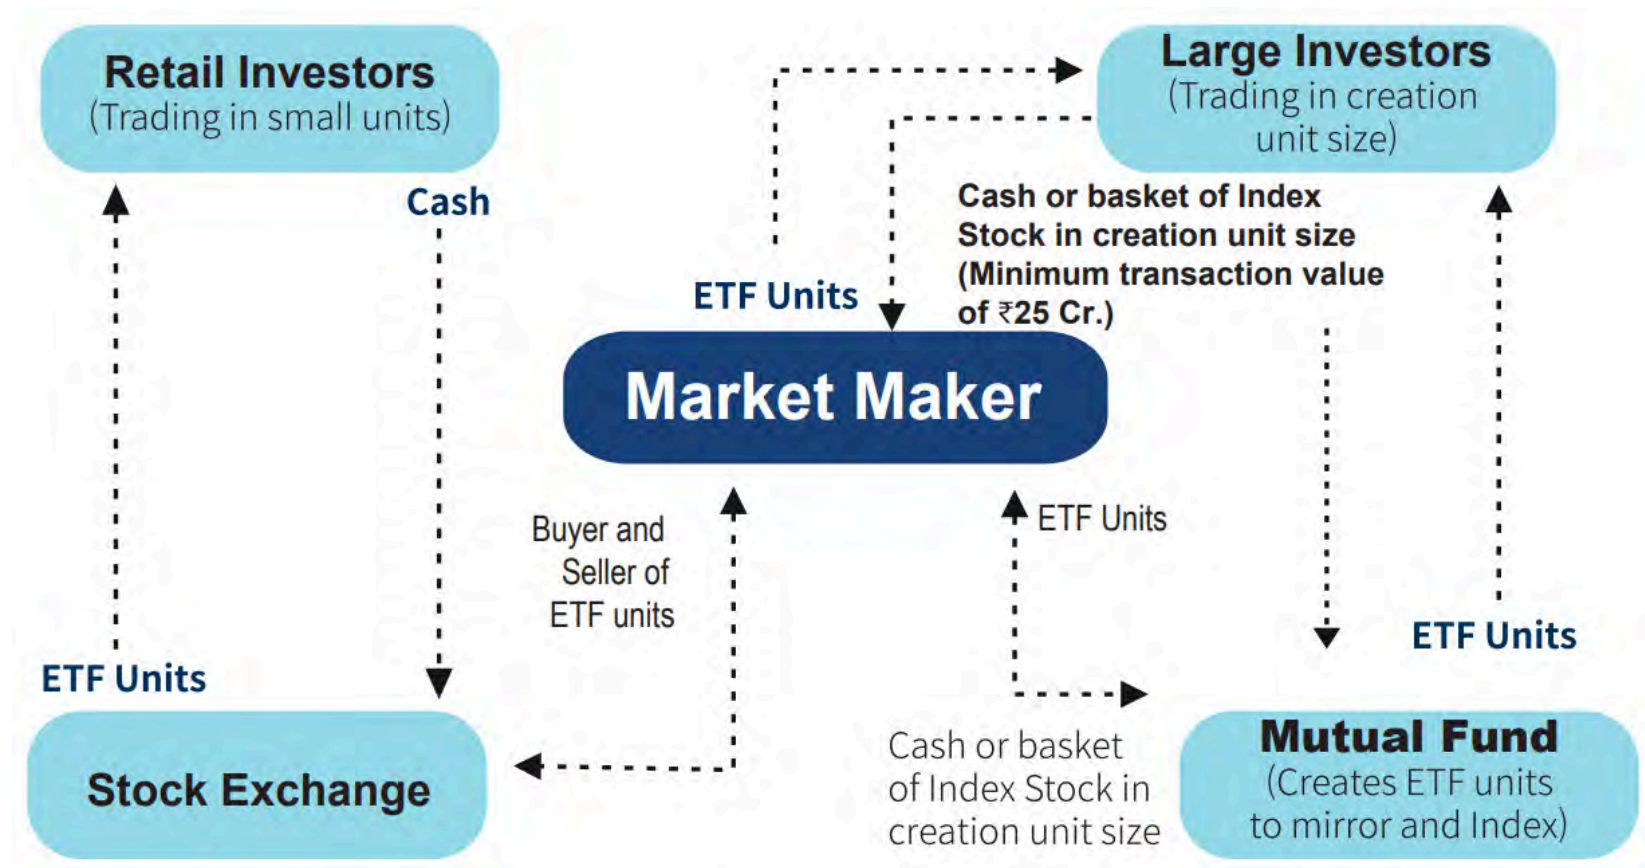 Retail Investors
(Trading in small units)
Large Investors
(Trading in creation
unit size)
Cash
Cash or basket of Index
Stock in creation unit size
(Minimum transaction value
of ₹25 Cr.)
ETF Units
Market Maker
Buyer and
Seller of
ETF units
ETF Units
ETF Units
ETF Units
Stock Exchange
Cash or basket
of Index Stock in
creation unit size
Mutual Fund
(Creates ETF units
to mirror and Index)